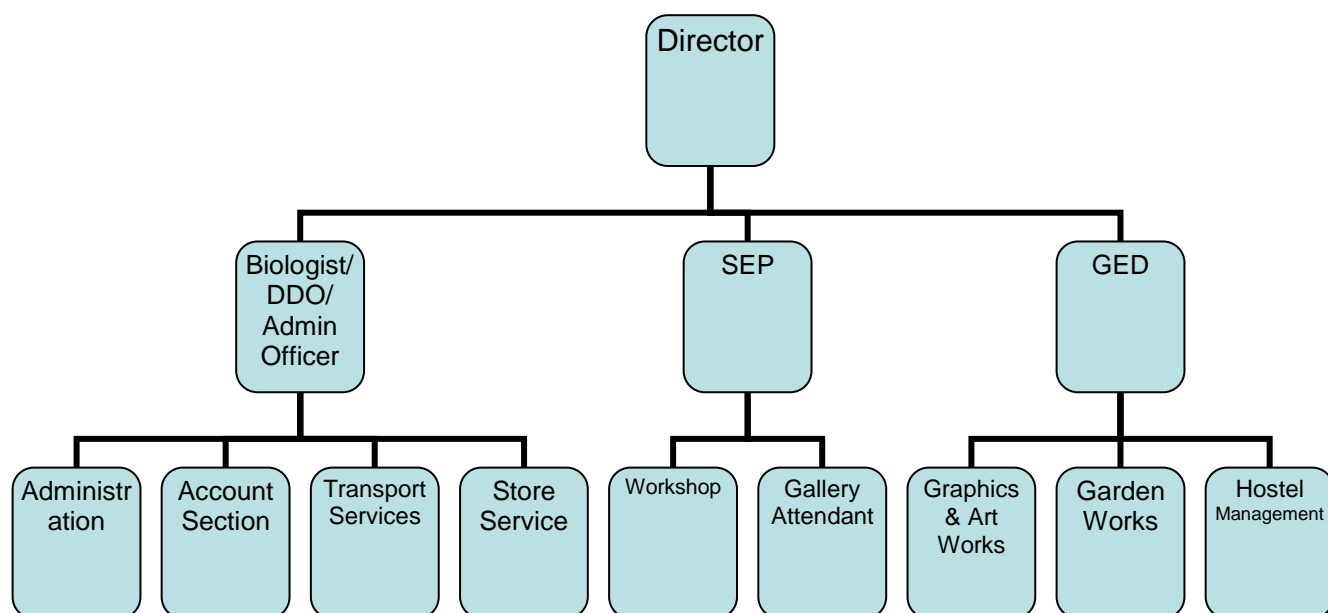 Director
Biologist/
DDO/
Admin
Officer
SEP
GED
Administr
ation
Account
Section
Transport
Services
Store
Service
Workshop
Gallery
Attendant
Graphics
& Art
Works
Garden
Works
Hostel
Management